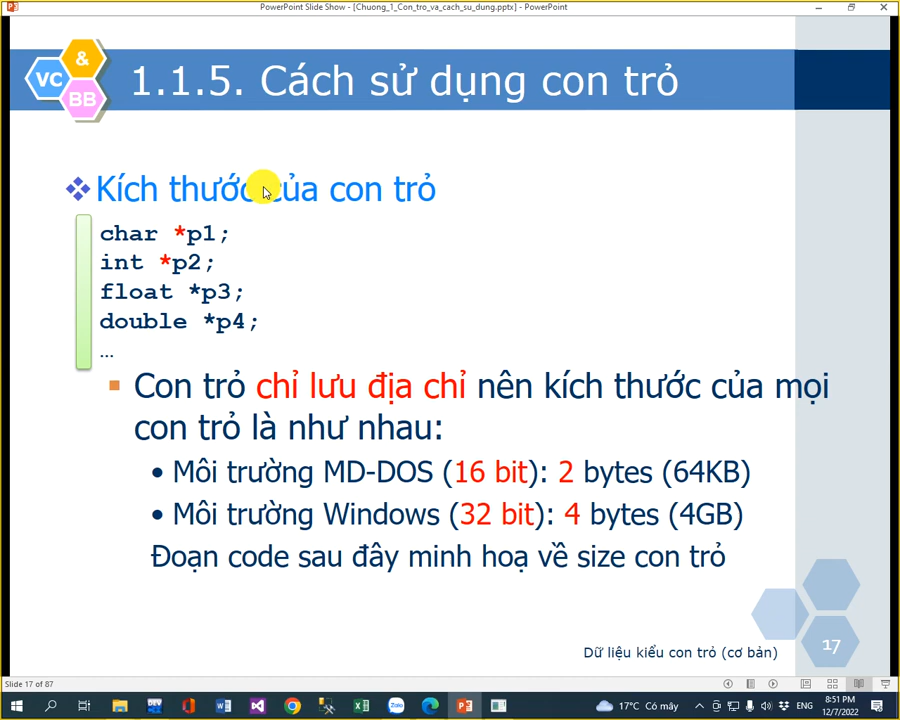 PowerPoint Slide Show - [Chuong_1_Con_tro_va_cach_su_dung.pptx] - PowerPoint
&
VC
BB
1.1.5. Cách sử dụng con trỏ
Kích thước của con trỏ
char *p1;
int *p2;
float *p3;
double *p4;
…
Con trỏ chỉ lưu địa chỉ nên kích thước của mọi
con trỏ là như nhau:
• Môi trường MD-DOS (16 bit): 2 bytes (64KB)
• Môi trường Windows (32 bit): 4 bytes (4GB)
Đoạn code sau đây minh hoạ về size con trỏ
17
Dữ liệu kiểu con trỏ (cơ bản)
Slide 17 of 87
Zalo
17°C Có mây
ENG
8:51 PM
12/7/2022